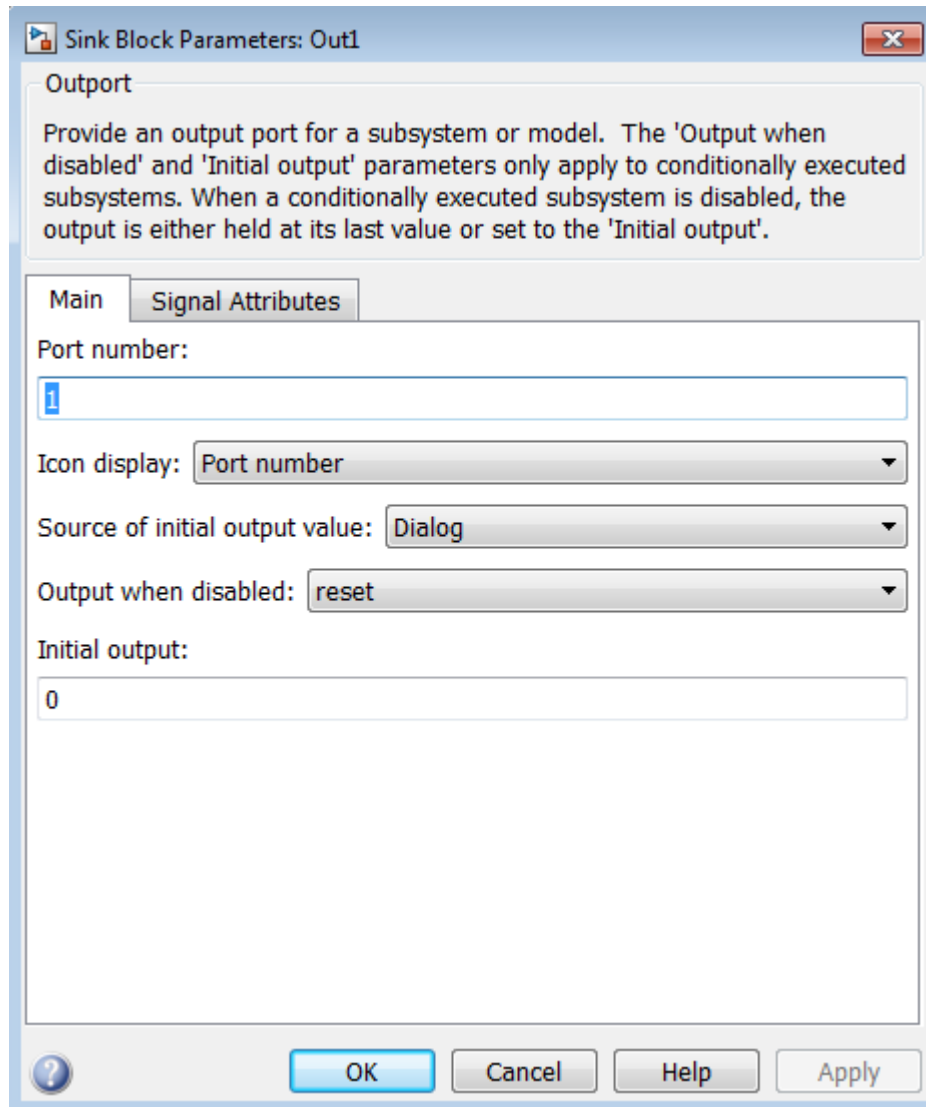 Sink Block Parameters: Out1
Outport
Provide an output port for a subsystem or model. The 'Output when
disabled' and 'Initial output' parameters only apply to conditionally executed
subsystems. When a conditionally executed subsystem is disabled, the
output is either held at its last value or set to the 'Initial output'.
Main Signal Attributes
Port number:
1
Icon display: Port number
Source of initial output value: Dialog
Output when disabled: reset
Initial output:
0
? OK Cancel Help Apply